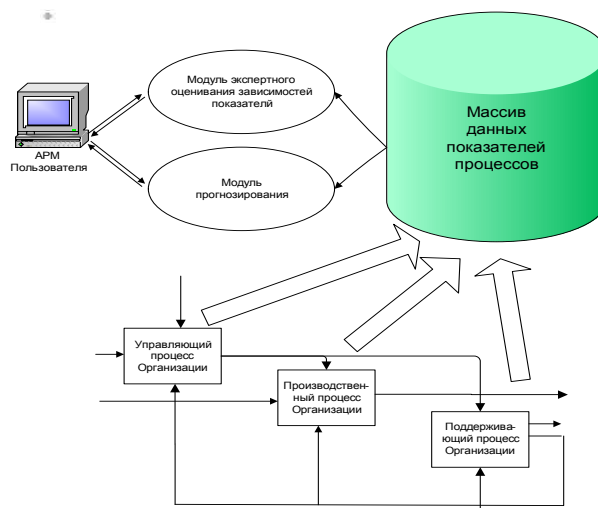 Модуль экспертного
оценивания зависимостей
показателей
АРМ
Пользователя
Модуль
прогнозирования
Массив
данных
показателей
процессов
Управляющий
процесс
Организации
Производствен-
ный процесс
Организации
Поддержива-
ющий процесс
Организации